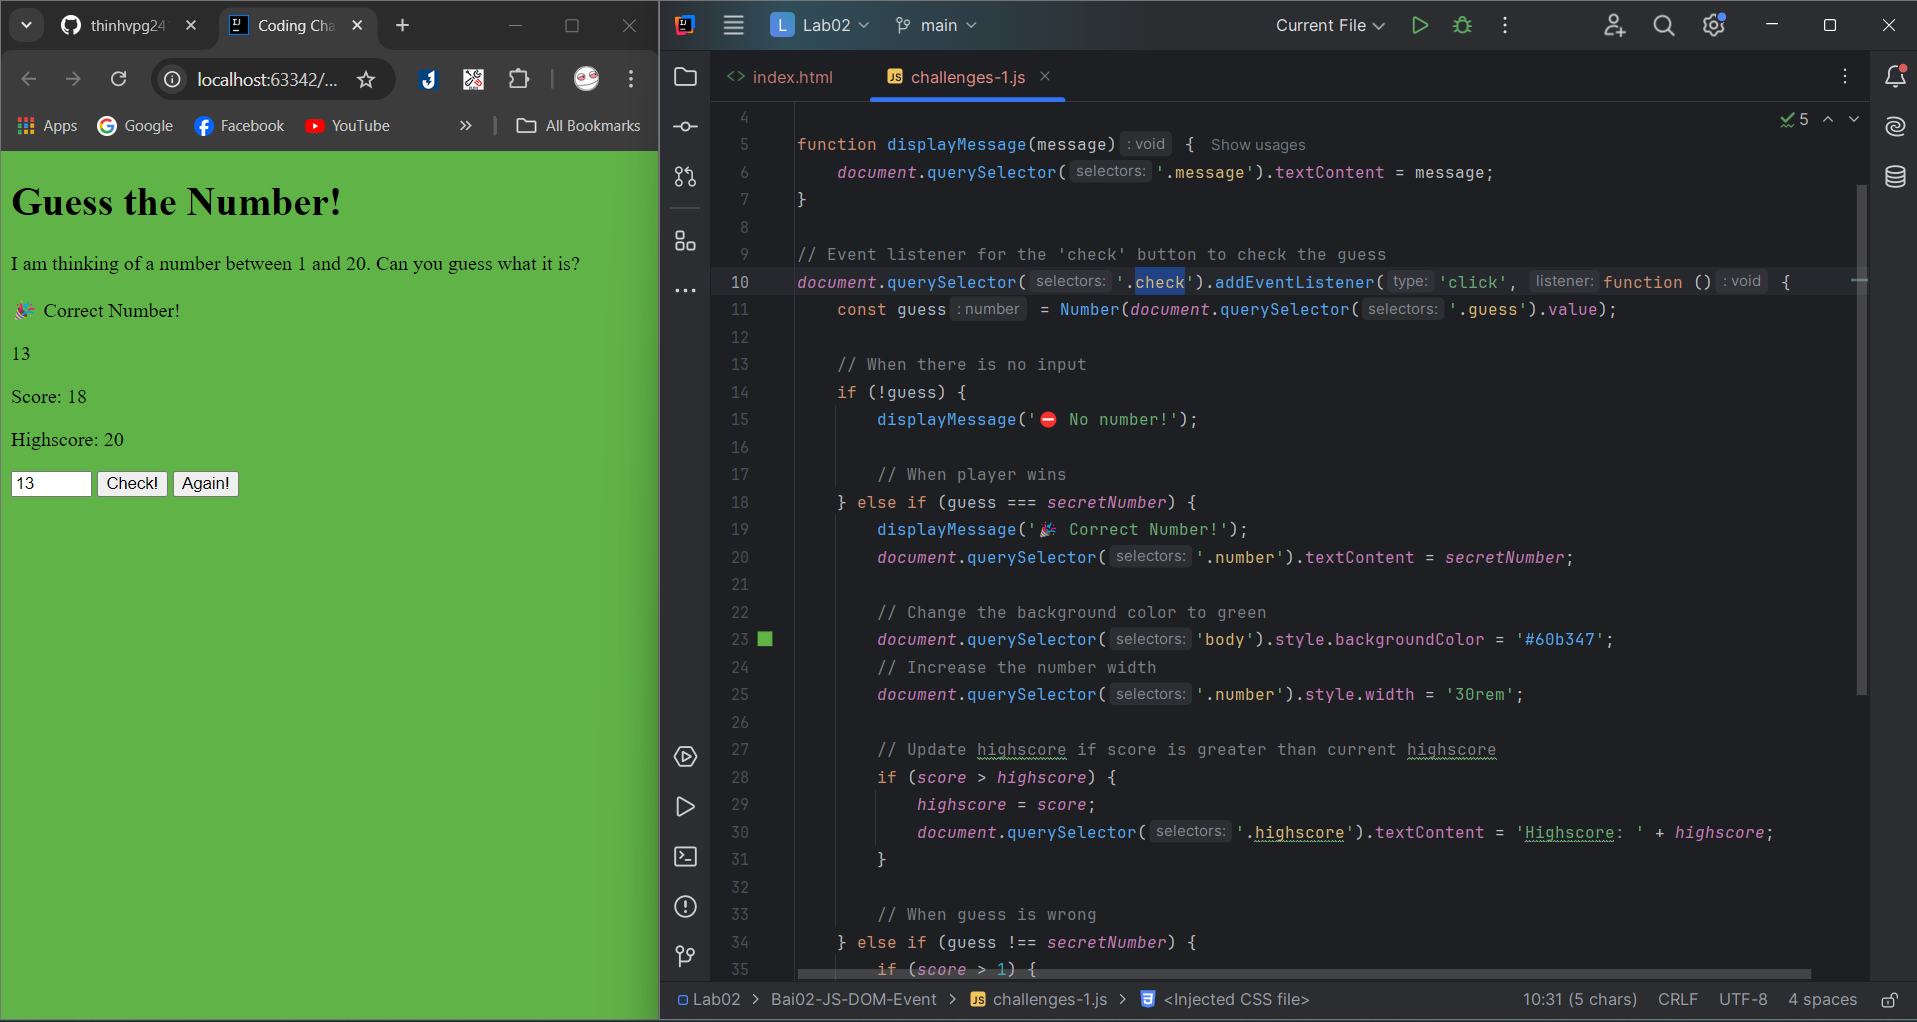 thinhvpg24
Coding Cha
localhost:63342/...
Apps
Google
Facebook
YouTube
All Bookmarks
Guess the Number!
I am thinking of a number between 1 and 20. Can you guess what it is?
🎉 Correct Number!
13
Score: 18
Highscore: 20
13 Check! Again!
L Lab02 main
Current File
<> index.html
JS challenges-1.js
5
4
5 function displayMessage(message) : void { Show usages
6 document.querySelector( selectors: '.message').textContent = message;
7 }
8
9 // Event listener for the 'check' button to check the guess
10 document.querySelector( selectors: '.check').addEventListener( type: 'click', listener: function () : void {
11 const guess : number = Number(document.querySelector( selectors: '.guess').value);
12
13 // When there is no input
14 if (!guess) {
15 displayMessage('⛔ No number!');
16
17 // When player wins
18 } else if (guess === secretNumber) {
19 displayMessage('🎉 Correct Number!');
20 document.querySelector( selectors: '.number').textContent = secretNumber;
21
22 // Change the background color to green
23 document.querySelector( selectors: 'body').style.backgroundColor = '#60b347';
24 // Increase the number width
25 document.querySelector( selectors: '.number').style.width = '30rem';
26
27 // Update highscore if score is greater than current highscore
28 if (score > highscore) {
29 highscore = score;
30 document.querySelector( selectors: '.highscore').textContent = 'Highscore: ' + highscore;
31 }
32
33 // When guess is wrong
34 } else if (guess !== secretNumber) {
35 if (score > 1) {
Lab02 > Bai02-JS-DOM-Event > JS challenges-1.js > <Injected CSS file>
10:31 (5 chars) CRLF UTF-8 4 spaces